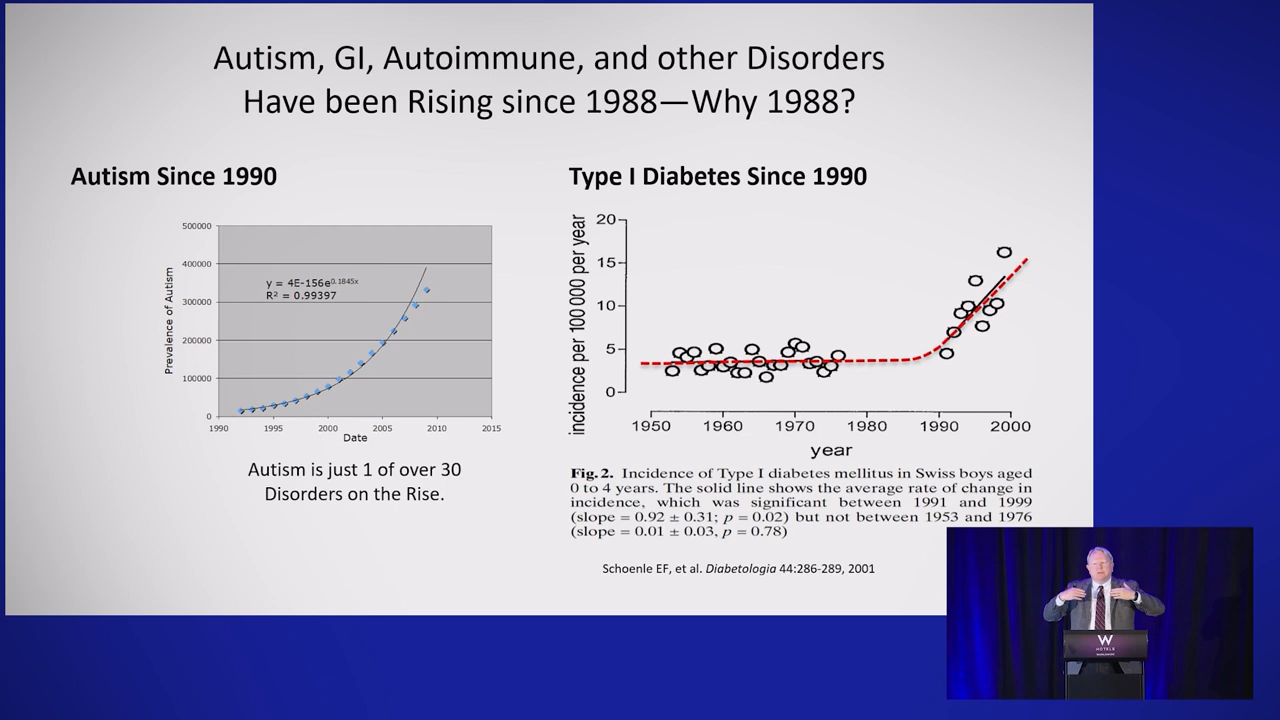 Autism, GI, Autoimmune, and other Disorders
Have been Rising since 1988—Why 1988?
Autism Since 1990
500000
400000
300000
200000
100000
0
Prevalence of Autism
y = 4E-156e^0.1845x
R² = 0.99397
1990
1995
2000
2005
2010
2015
Date
Autism is just 1 of over 30
Disorders on the Rise.
Type I Diabetes Since 1990
20
15
10
5
0
incidence per 100 000 per year
1950
1960
1970
1980
1990
2000
year
Fig. 2. Incidence of Type I diabetes mellitus in Swiss boys aged
0 to 4 years. The solid line shows the average rate of change in
incidence, which was significant between 1991 and 1999
(slope = 0.92 ± 0.31; p = 0.02) but not between 1953 and 1976
(slope = 0.01 ± 0.03, p = 0.78)
Schoenle EF, et al. Diabetologia 44:286-289, 2001
W
HOTELS
WORLDWIDE